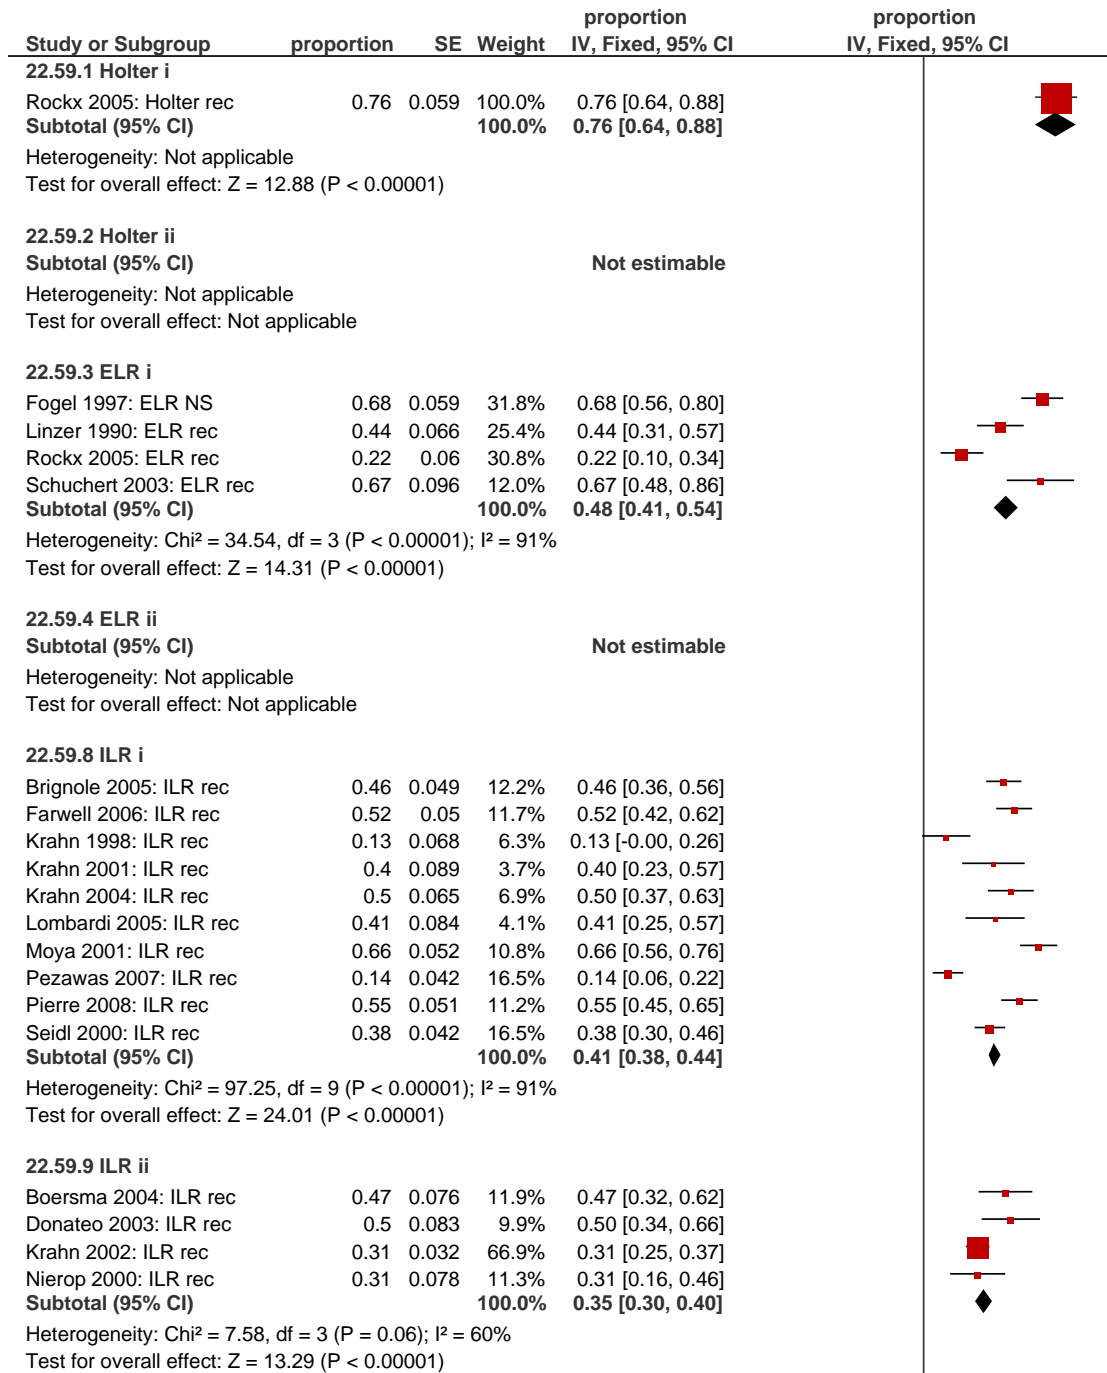 proportion proportion
Study or Subgroup proportion SE Weight IV, Fixed, 95% CI IV, Fixed, 95% CI
22.59.1 Holter i
Rockx 2005: Holter rec 0.76 0.059 100.0% 0.76 [0.64, 0.88]
Subtotal (95% CI) 100.0% 0.76 [0.64, 0.88]
Heterogeneity: Not applicable
Test for overall effect: Z = 12.88 (P < 0.00001)
22.59.2 Holter ii
Subtotal (95% CI) Not estimable
Heterogeneity: Not applicable
Test for overall effect: Not applicable
22.59.3 ELR i
Fogel 1997: ELR NS 0.68 0.059 31.8% 0.68 [0.56, 0.80]
Linzer 1990: ELR rec 0.44 0.066 25.4% 0.44 [0.31, 0.57]
Rockx 2005: ELR rec 0.22 0.06 30.8% 0.22 [0.10, 0.34]
Schuchert 2003: ELR rec 0.67 0.096 12.0% 0.67 [0.48, 0.86]
Subtotal (95% CI) 100.0% 0.48 [0.41, 0.54]
Heterogeneity: Chi² = 34.54, df = 3 (P < 0.00001); I² = 91%
Test for overall effect: Z = 14.31 (P < 0.00001)
22.59.4 ELR ii
Subtotal (95% CI) Not estimable
Heterogeneity: Not applicable
Test for overall effect: Not applicable
22.59.8 ILR i
Brignole 2005: ILR rec 0.46 0.049 12.2% 0.46 [0.36, 0.56]
Farwell 2006: ILR rec 0.52 0.05 11.7% 0.52 [0.42, 0.62]
Krahn 1998: ILR rec 0.13 0.068 6.3% 0.13 [-0.00, 0.26]
Krahn 2001: ILR rec 0.4 0.089 3.7% 0.40 [0.23, 0.57]
Krahn 2004: ILR rec 0.5 0.065 6.9% 0.50 [0.37, 0.63]
Lombardi 2005: ILR rec 0.41 0.084 4.1% 0.41 [0.25, 0.57]
Moya 2001: ILR rec 0.66 0.052 10.8% 0.66 [0.56, 0.76]
Pezawas 2007: ILR rec 0.14 0.042 16.5% 0.14 [0.06, 0.22]
Pierre 2008: ILR rec 0.55 0.051 11.2% 0.55 [0.45, 0.65]
Seidl 2000: ILR rec 0.38 0.042 16.5% 0.38 [0.30, 0.46]
Subtotal (95% CI) 100.0% 0.41 [0.38, 0.44]
Heterogeneity: Chi² = 97.25, df = 9 (P < 0.00001); I² = 91%
Test for overall effect: Z = 24.01 (P < 0.00001)
22.59.9 ILR ii
Boersma 2004: ILR rec 0.47 0.076 11.9% 0.47 [0.32, 0.62]
Donateo 2003: ILR rec 0.5 0.083 9.9% 0.50 [0.34, 0.66]
Krahn 2002: ILR rec 0.31 0.032 66.9% 0.31 [0.25, 0.37]
Nierop 2000: ILR rec 0.31 0.078 11.3% 0.31 [0.16, 0.46]
Subtotal (95% CI) 100.0% 0.35 [0.30, 0.40]
Heterogeneity: Chi² = 7.58, df = 3 (P = 0.06); I² = 60%
Test for overall effect: Z = 13.29 (P < 0.00001)